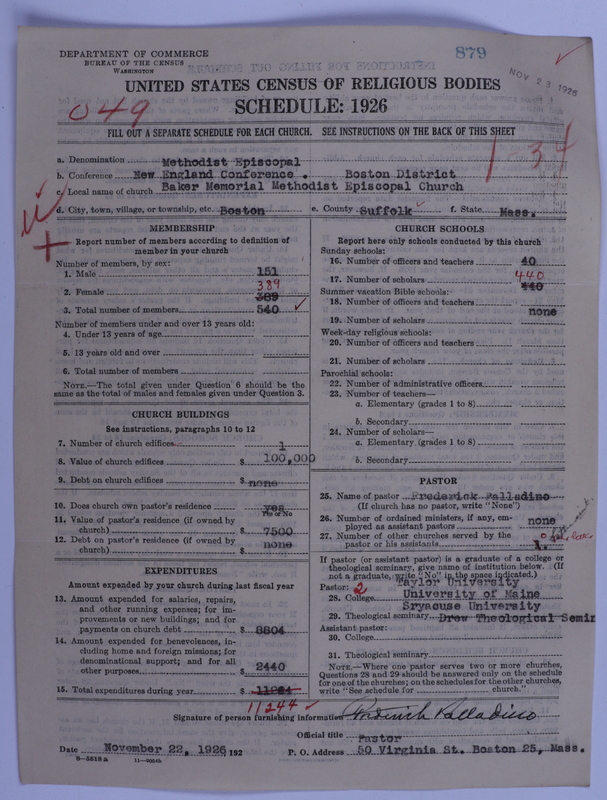 DEPARTMENT OF COMMERCE
BUREAU OF THE CENSUS
WASHINGTON
879
NOV 23 1926
UNITED STATES CENSUS OF RELIGIOUS BODIES
SCHEDULE: 1926
049
FILL OUT A SEPARATE SCHEDULE FOR EACH CHURCH. SEE INSTRUCTIONS ON THE BACK OF THIS SHEET
1-34
a. Denomination Methodist Episcopal
b. Conference New England Conference . Boston District
c. Local name of church Baker Memorial Methodist Episcopal Church
d. City, town, village, or township, etc. Boston e. County Suffolk f. State Mass.
MEMBERSHIP
Report number of members according to definition of
member in your church
Number of members, by sex:
1. Male 151
389
2. Female 389
3. Total number of members 540
Number of members under and over 13 years old:
4. Under 13 years of age
5. 13 years old and over
6. Total number of members
NOTE.—The total given under Question 6 should be the
same as the total of males and females given under Question 3.
CHURCH BUILDINGS
See instructions, paragraphs 10 to 12
7. Number of church edifices 1
8. Value of church edifices $ 100,000
9. Debt on church edifices $ none
10. Does church own pastor's residence yes
Yes or No
11. Value of pastor's residence (if owned by
church) $ 7500
12. Debt on pastor's residence (if owned by
church) $ none
EXPENDITURES
Amount expended by your church during last fiscal year
13. Amount expended for salaries, repairs,
and other running expenses; for im-
provements or new buildings; and for
payments on church debt $ 8804
14. Amount expended for benevolences, in-
cluding home and foreign missions; for
denominational support; and for all
other purposes $ 2440
15. Total expenditures during year $
11244
CHURCH SCHOOLS
Report here only schools conducted by this church
Sunday schools:
16. Number of officers and teachers 40
440
17. Number of scholars 440
Summer vacation Bible schools:
18. Number of officers and teachers
none
19. Number of scholars
Week-day religious schools:
20. Number of officers and teachers
21. Number of scholars
Parochial schools:
22. Number of administrative officers
23. Number of teachers—
a. Elementary (grades 1 to 8)
b. Secondary
24. Number of scholars—
a. Elementary (grades 1 to 8)
b. Secondary
PASTOR
25. Name of pastor Frederick Palladino
(If church has no pastor, write "None")
26. Number of ordained ministers, if any, em-
ployed as assistant pastors none
27. Number of other churches served by the
pastor or his assistants 1.
If pastor (or assistant pastor) is a graduate of a college or
theological seminary, give name of institution below. (If
not a graduate, write "No" in the space indicated.)
Pastor: 2 Taylor University
28. College University of Maine
Sryacuse University
29. Theological seminary Drew Theological Semin
Assistant pastor:
30. College
31. Theological seminary
NOTE.—Where one pastor serves two or more churches,
Questions 28 and 29 should be answered only on the schedule
for one of the churches; on the schedules for the other churches,
write "See schedule for church."
Signature of person furnishing information Frederick Palladino
Official title Pastor
Date November 22, 1926, 192 P. O. Address 50 Virginia St. Boston 25, Mass.
8—5518 a